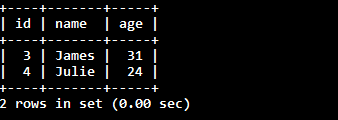 +----+-------+-----+
| id | name  | age |
+----+-------+-----+
|  3 | James |  31 |
|  4 | Julie |  24 |
+----+-------+-----+
2 rows in set (0.00 sec)